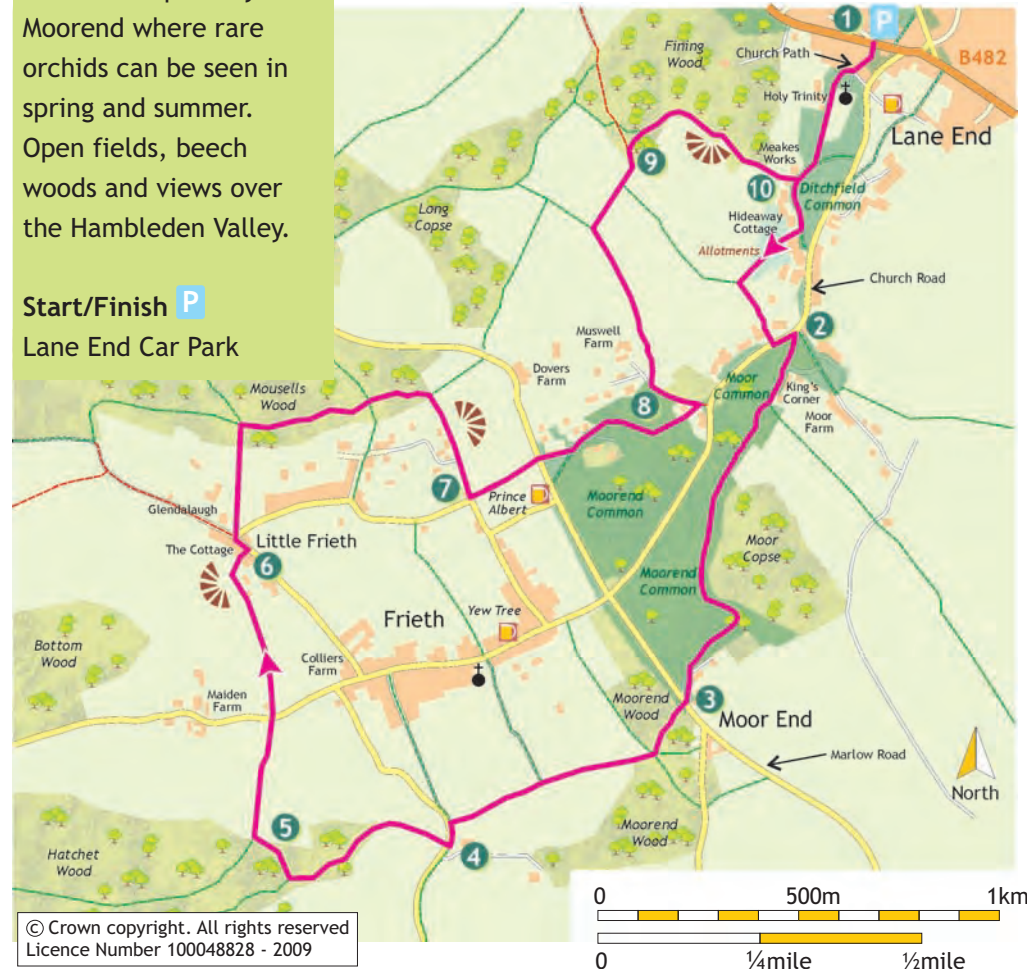 Moorend where rare
orchids can be seen in
spring and summer.
Open fields, beech
woods and views over
the Hambleden Valley.
Start/Finish P
Lane End Car Park
1
P
Fining
Wood
Church Path
B482
Holy Trinity
Lane End
9
Meakes
Works
10
Ditchfield
Common
Long
Copse
Hideaway
Cottage
Allotments
Church Road
2
Muswell
Farm
Dovers
Farm
Moor
Common
King's
Corner
Moor
Farm
Mousells
Wood
8
7
Prince
Albert
Moorend
Common
Glendalaugh
The Cottage
Little Frieth
6
Moor
Copse
Moorend
Common
Frieth
Yew Tree
Bottom
Wood
Colliers
Farm
Maiden
Farm
Moorend
Wood
3
Moor End
Marlow Road
North
5
4
Moorend
Wood
Hatchet
Wood
© Crown copyright. All rights reserved
Licence Number 100048828 - 2009
0 500m 1km
0 ¼mile ½mile